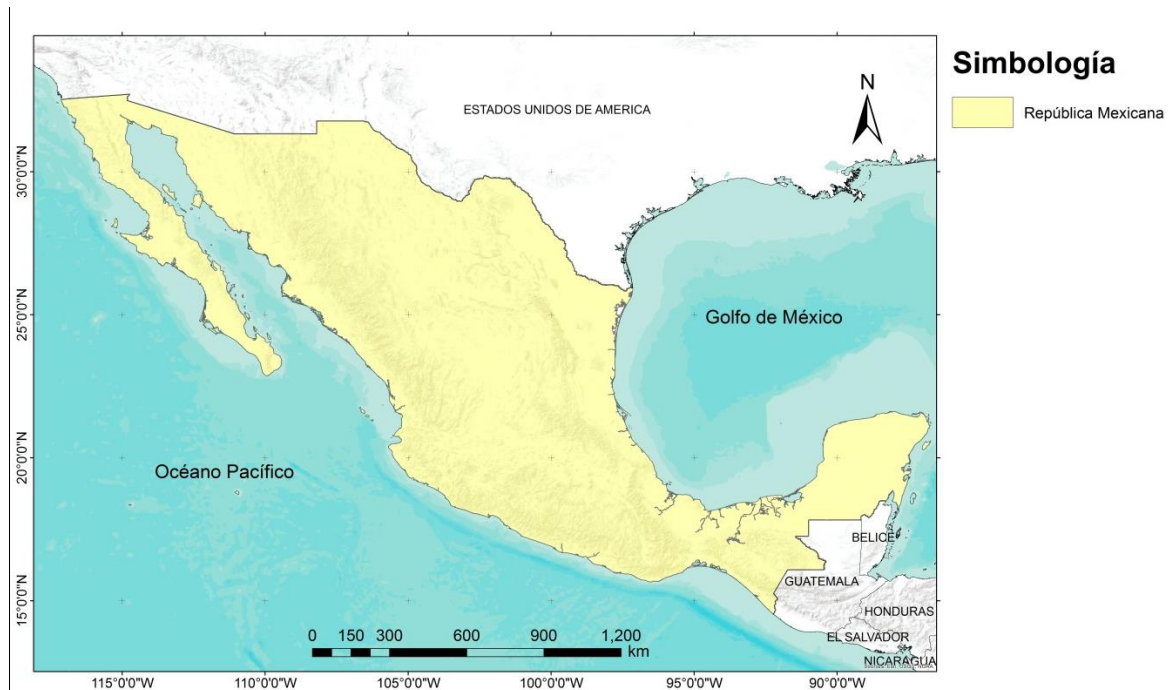 Simbología
República Mexicana
N
ESTADOS UNIDOS DE AMERICA
30°0'0"N
25°0'0"N
20°0'0"N
15°0'0"N
Golfo de México
Océano Pacífico
BELICE
GUATEMALA
HONDURAS
EL SALVADOR
NICARAGUA
0 150 300 600 900 1,200
km
115°0'0"W 110°0'0"W 105°0'0"W 100°0'0"W 95°0'0"W 90°0'0"W